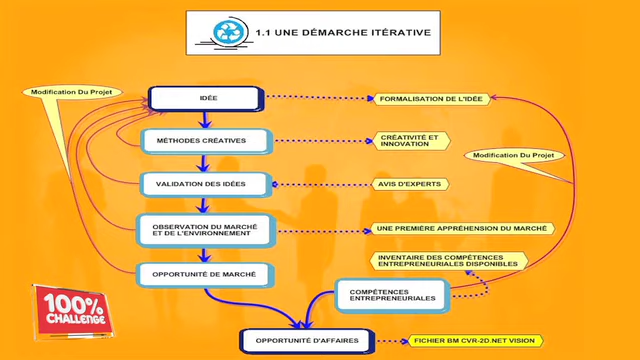 1.1 UNE DÉMARCHE ITÉRATIVE
Modification Du Projet
IDÉE
FORMALISATION DE L'IDÉE
MÉTHODES CRÉATIVES
CRÉATIVITÉ ET
INNOVATION
Modification Du Projet
VALIDATION DES IDÉES
AVIS D'EXPERTS
OBSERVATION DU MARCHÉ
ET DE L'ENVIRONNEMENT
UNE PREMIÈRE APPRÉHENSION DU MARCHÉ
INVENTAIRE DES COMPÉTENCES
ENTREPRENEURIALES DISPONIBLES
OPPORTUNITÉ DE MARCHÉ
COMPÉTENCES
ENTREPRENEURIALES
100%
CHALLENGE
OPPORTUNITÉ D'AFFAIRES
FICHIER BM CVR-2D.NET VISION